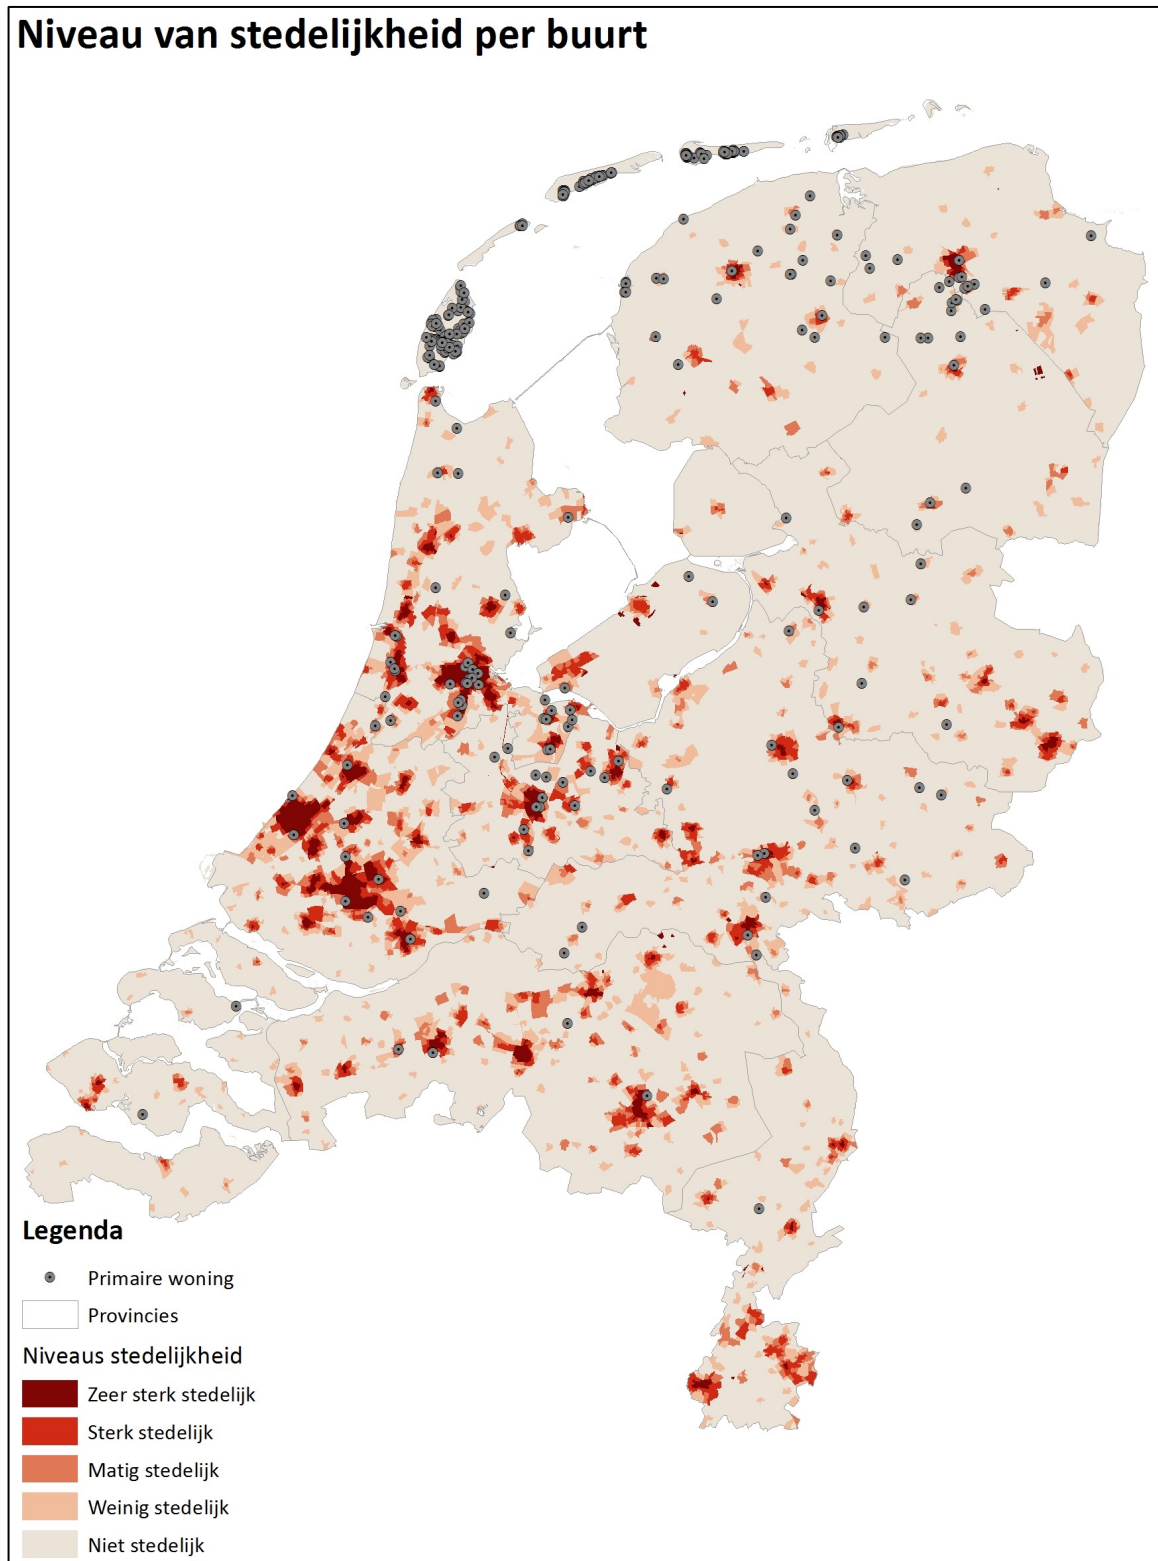 Niveau van stedelijkheid per buurt
Legenda
Primaire woning
Provincies
Niveaus stedelijkheid
Zeer sterk stedelijk
Sterk stedelijk
Matig stedelijk
Weinig stedelijk
Niet stedelijk